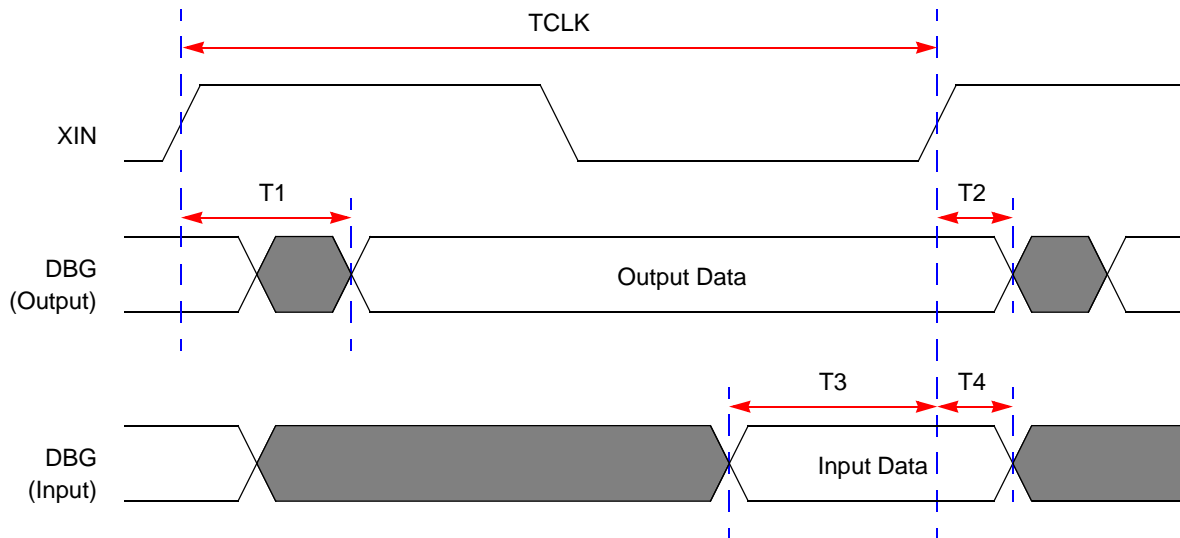 TCLK
XIN
T1
T2
DBG
(Output)
Output Data
T3
T4
DBG
(Input)
Input Data